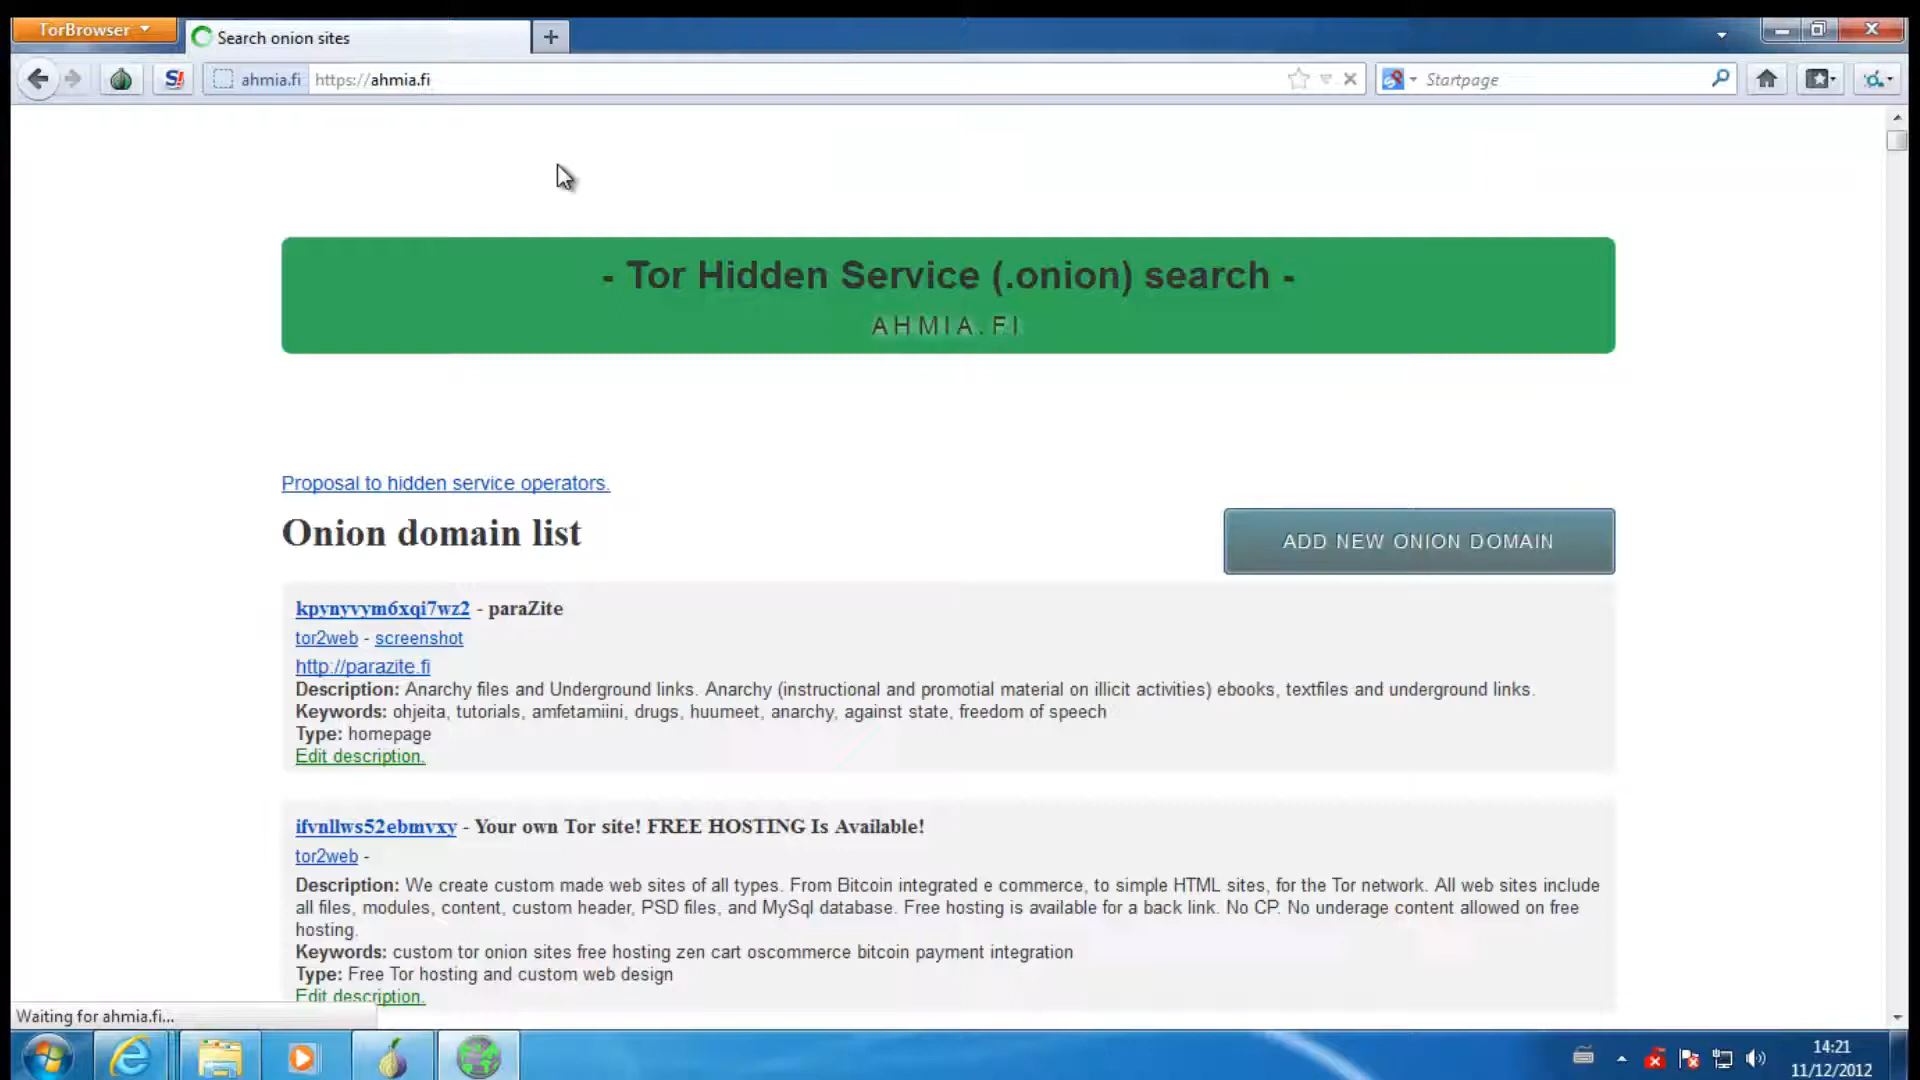 TorBrowser
Search onion sites
ahmia.fi https://ahmia.fi
Startpage
- Tor Hidden Service (.onion) search -
AHMIA.FI
Proposal to hidden service operators.
Onion domain list
ADD NEW ONION DOMAIN
kpynyvym6xqi7wz2 - paraZite
tor2web - screenshot
http://parazite.fi
Description: Anarchy files and Underground links. Anarchy (instructional and promotial material on illicit activities) ebooks, textfiles and underground links.
Keywords: ohjeita, tutorials, amfetamiini, drugs, huumeet, anarchy, against state, freedom of speech
Type: homepage
Edit description.
ifvnllws52ebmvxy - Your own Tor site! FREE HOSTING Is Available!
tor2web -
Description: We create custom made web sites of all types. From Bitcoin integrated e commerce, to simple HTML sites, for the Tor network. All web sites include
all files, modules, content, custom header, PSD files, and MySql database. Free hosting is available for a back link. No CP. No underage content allowed on free
hosting.
Keywords: custom tor onion sites free hosting zen cart oscommerce bitcoin payment integration
Type: Free Tor hosting and custom web design
Edit description.
Waiting for ahmia.fi...
14:21
11/12/2012